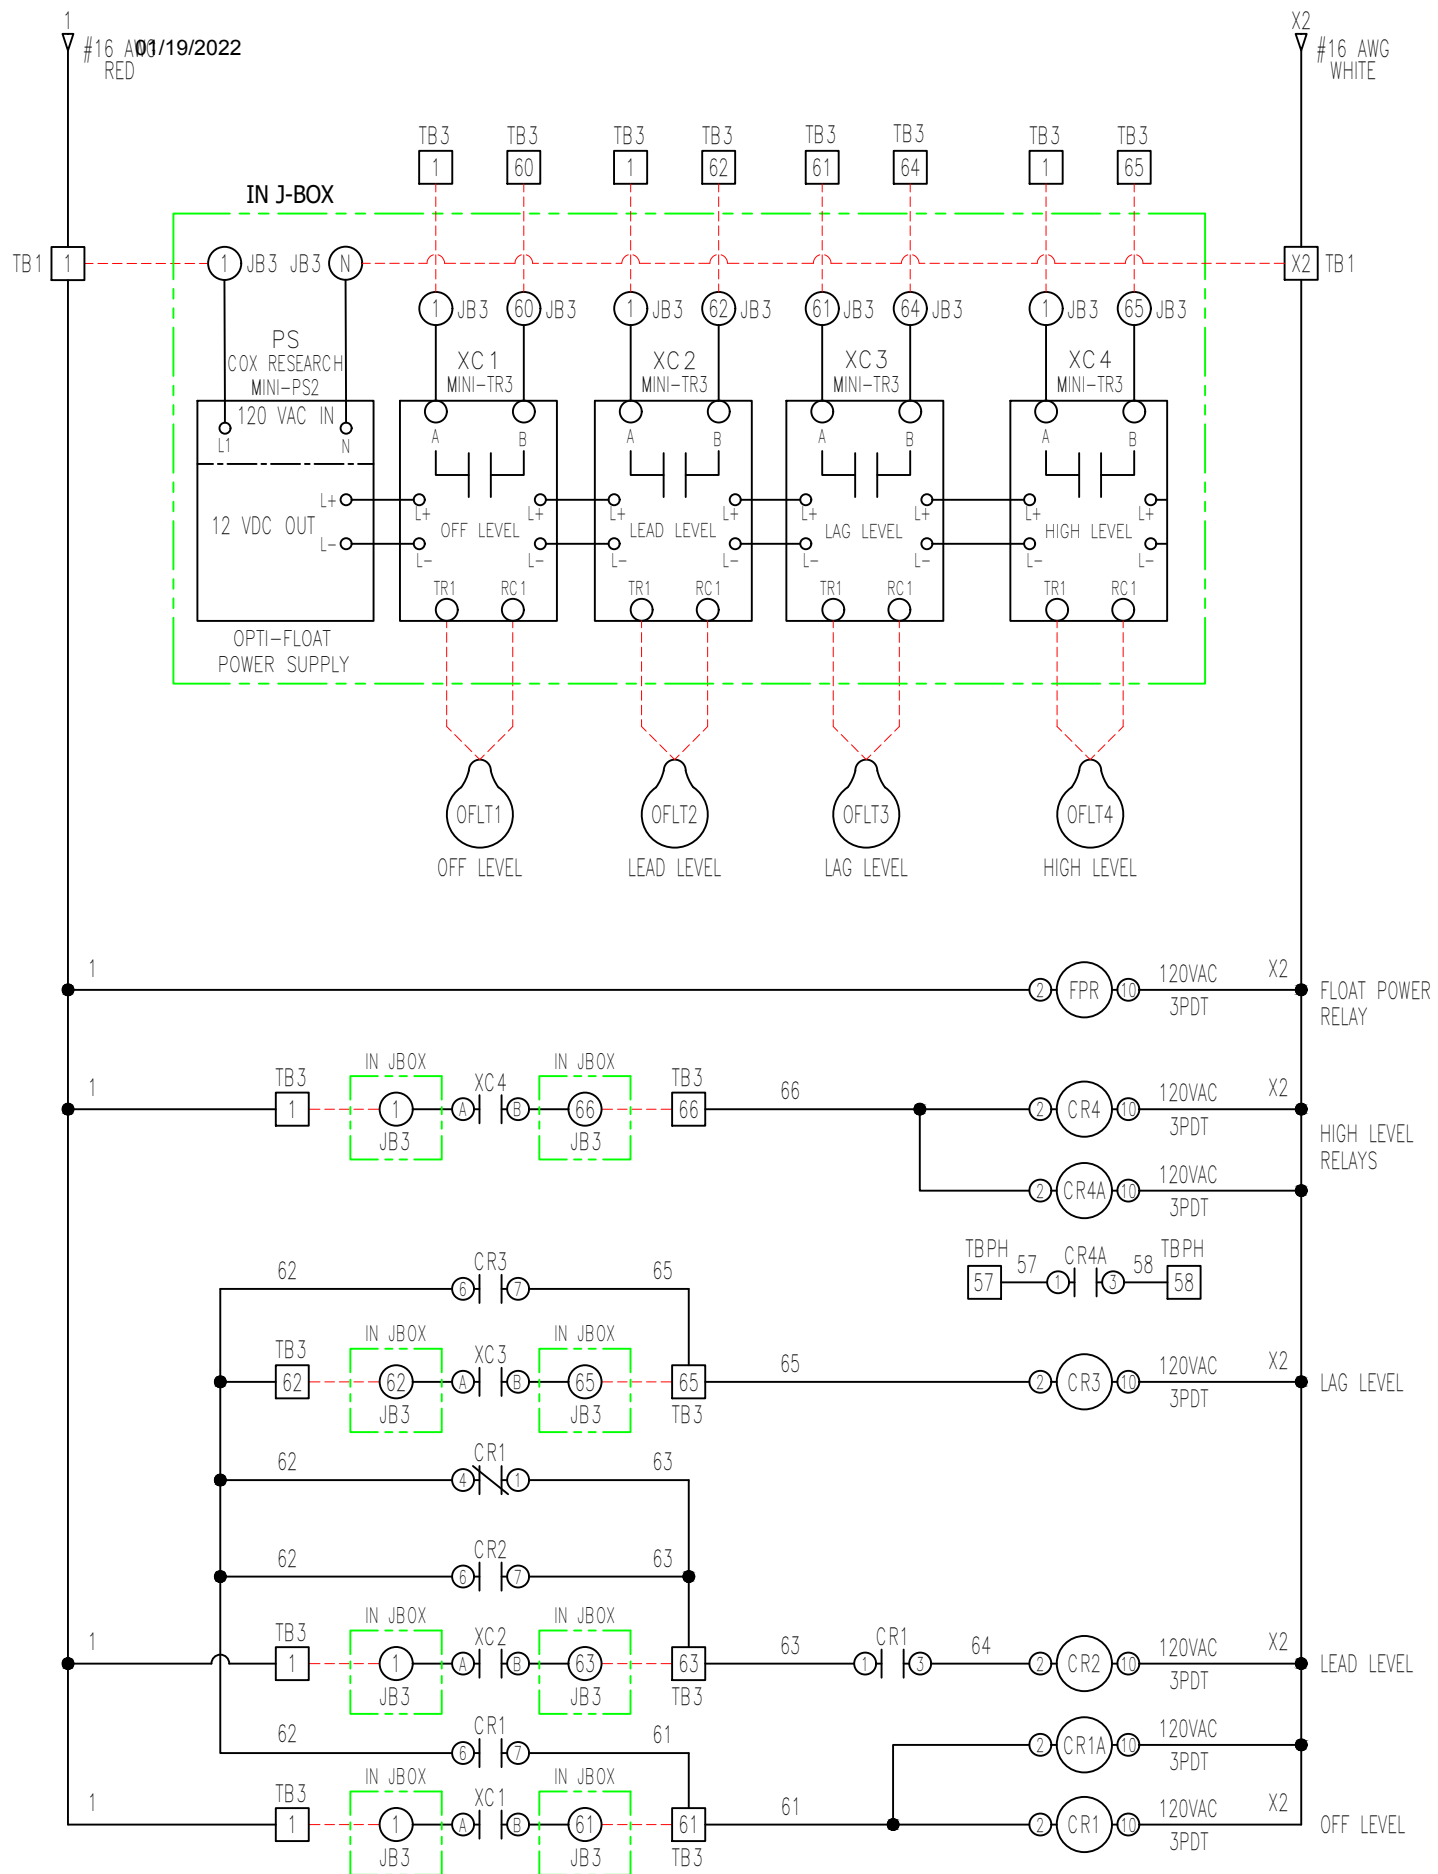 1
X2
#16 AWG
01/19/2022
RED
#16 AWG
WHITE
TB3 TB3 TB3 TB3 TB3 TB3 TB3 TB3
1 60 1 62 61 64 1 65
IN J-BOX
TB1 1 1 JB3 JB3 N X2 TB1
1 JB3 60 JB3 1 JB3 62 JB3 61 JB3 64 JB3 1 JB3 65 JB3
PS
COX RESEARCH
MINI-PS2
XC1 XC2 XC3 XC4
MINI-TR3 MINI-TR3 MINI-TR3 MINI-TR3
120 VAC IN
L1 N
A B A B A B A B
L+ L+ L+ L+ L+ L+ L+ L+ L+
12 VDC OUT
OFF LEVEL LEAD LEVEL LAG LEVEL HIGH LEVEL
L- L- L- L- L- L- L- L- L-
TR1 RC1 TR1 RC1 TR1 RC1 TR1 RC1
OPTI-FLOAT
POWER SUPPLY
OFLT1 OFLT2 OFLT3 OFLT4
OFF LEVEL LEAD LEVEL LAG LEVEL HIGH LEVEL
1 120VAC X2
2 FPR 10
3PDT
FLOAT POWER
RELAY
IN JBOX IN JBOX
1 TB3 XC4 TB3 66 120VAC X2
1 1 A B 66 66 2 CR4 10
JB3 JB3 3PDT
HIGH LEVEL
RELAYS
120VAC
2 CR4A 10
3PDT
TBPH 57 CR4A 58 TBPH
57 1 3 58
62 CR3 65
6 7
IN JBOX IN JBOX
TB3 XC3 65 120VAC X2
62 62 A B 65 65 2 CR3 10 LAG LEVEL
JB3 JB3 TB3 3PDT
62 CR1 63
4 1
62 CR2 63
6 7
IN JBOX IN JBOX
1 TB3 XC2 63 CR1 64 120VAC X2
1 1 A B 63 63 1 3 2 CR2 10 LEAD LEVEL
JB3 JB3 TB3 3PDT
62 CR1 61 120VAC
6 7 2 CR1A 10
3PDT
IN JBOX IN JBOX
1 TB3 XC1 61 120VAC X2
1 1 A B 61 61 2 CR1 10 OFF LEVEL
JB3 JB3 TB3 3PDT